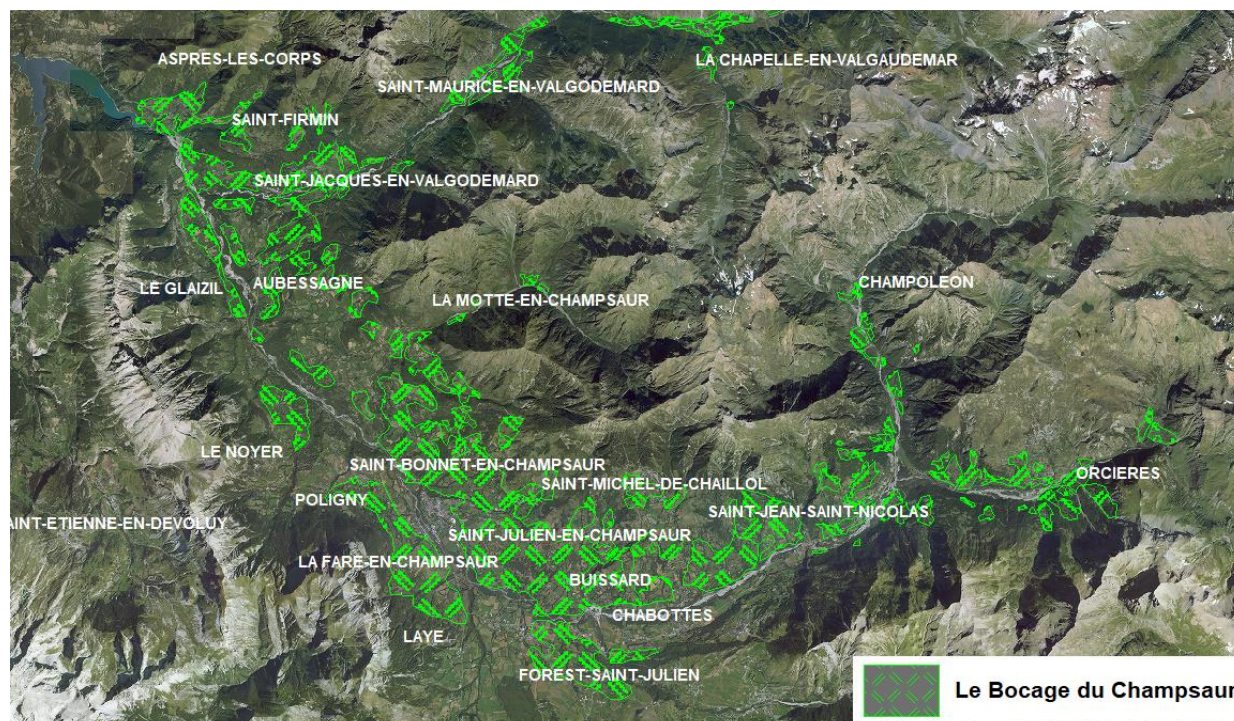 ASPRES-LES-CORPS
LA CHAPELLE-EN-VALGAUDEMAR
SAINT-MAURICE-EN-VALGODEMARD
SAINT-FIRMIN
SAINT-JACQUES-EN-VALGODEMARD
CHAMPOLEON
AUBESSAGNE
LE GLAIZIL
LA MOTTE-EN-CHAMPSAUR
LE NOYER
SAINT-BONNET-EN-CHAMPSAUR
ORCIERES
SAINT-MICHEL-DE-CHAILLOL
POLIGNY
SAINT-JEAN-SAINT-NICOLAS
AINT-ETIENNE-EN-DEVOLUY
SAINT-JULIEN-EN-CHAMPSAUR
LA FARE-EN-CHAMPSAUR
BUISSARD
CHABOTTES
LAYE
FOREST-SAINT-JULIEN
Le Bocage du Champsaur